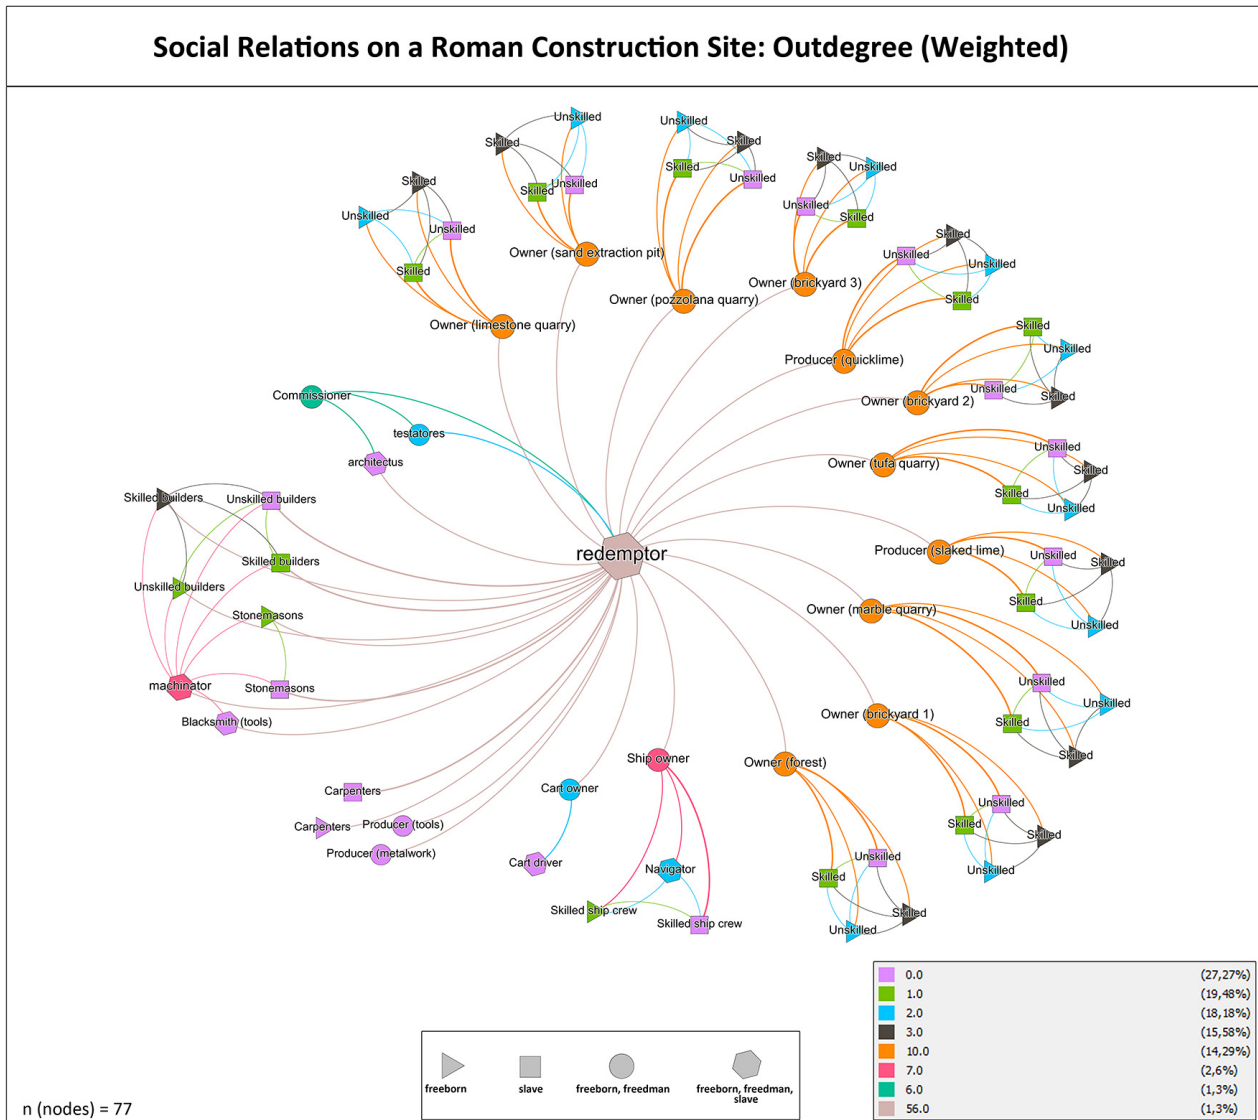 Social Relations on a Roman Construction Site: Outdegree (Weighted)
Unskilled
Skilled
Skilled
Unskilled
Owner (sand extraction pit)
Unskilled
Skilled
Skilled
Unskilled
Owner (pozzolana quarry)
Skilled
Unskilled
Unskilled
Skilled
Owner (brickyard 3)
Skilled
Unskilled
Unskilled
Skilled
Owner (limestone quarry)
Skilled
Unskilled
Unskilled
Skilled
Producer (quicklime)
Skilled
Unskilled
Unskilled
Skilled
Owner (brickyard 2)
Commissioner
testatores
architectus
Unskilled
Skilled
Skilled
Unskilled
Owner (tufa quarry)
Skilled builders
Unskilled builders
Skilled builders
Unskilled builders
Stonemasons
Stonemasons
machinator
Blacksmith (tools)
redemptor
Producer (slaked lime)
Unskilled
Skilled
Skilled
Unskilled
Owner (marble quarry)
Unskilled
Unskilled
Skilled
Skilled
Owner (brickyard 1)
Unskilled
Skilled
Skilled
Unskilled
Owner (forest)
Unskilled
Skilled
Skilled
Unskilled
Ship owner
Cart owner
Carpenters
Carpenters
Producer (tools)
Producer (metalwork)
Cart driver
Navigator
Skilled ship crew
Skilled ship crew
0.0 (27,27%)
1.0 (19,48%)
2.0 (18,18%)
3.0 (15,58%)
10.0 (14,29%)
7.0 (2,6%)
6.0 (1,3%)
56.0 (1,3%)
freeborn
slave
freeborn, freedman
freeborn, freedman,
slave
n (nodes) = 77